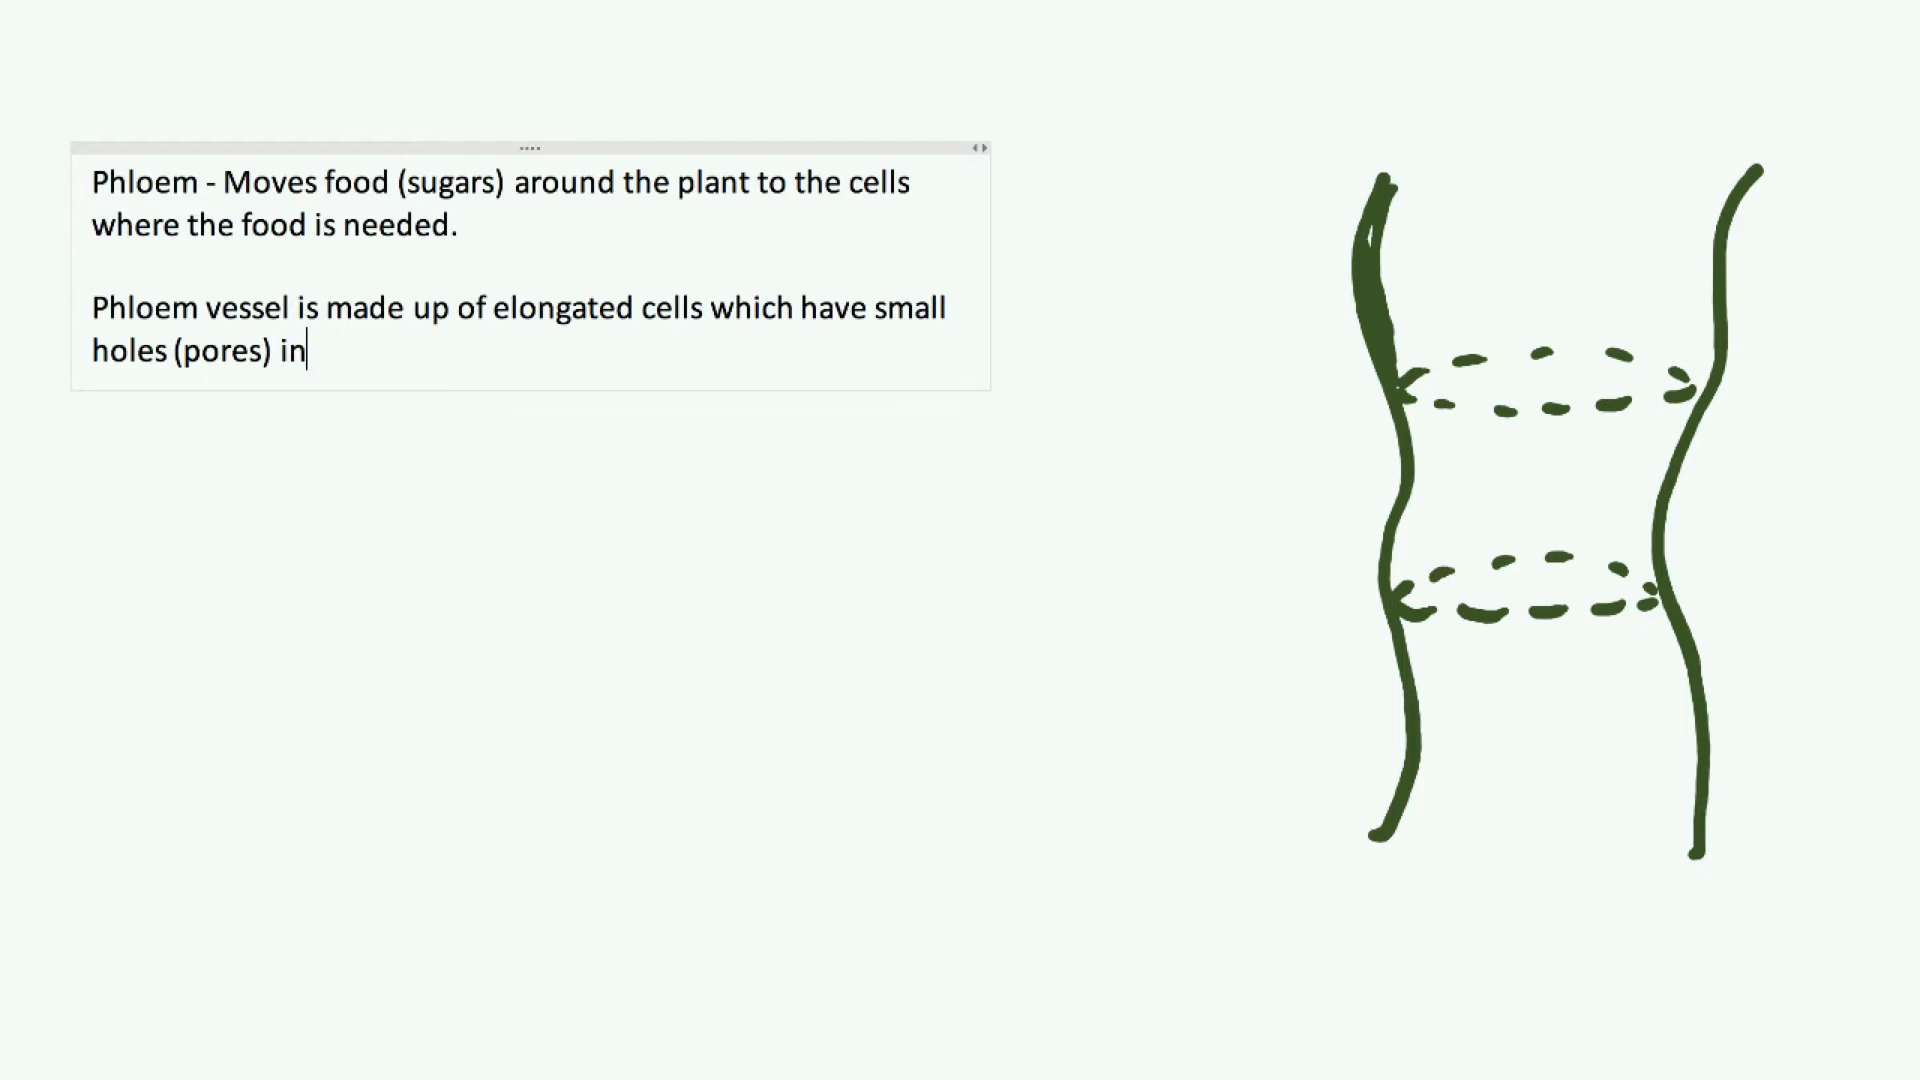 Phloem - Moves food (sugars) around the plant to the cells
where the food is needed.
Phloem vessel is made up of elongated cells which have small
holes (pores) in